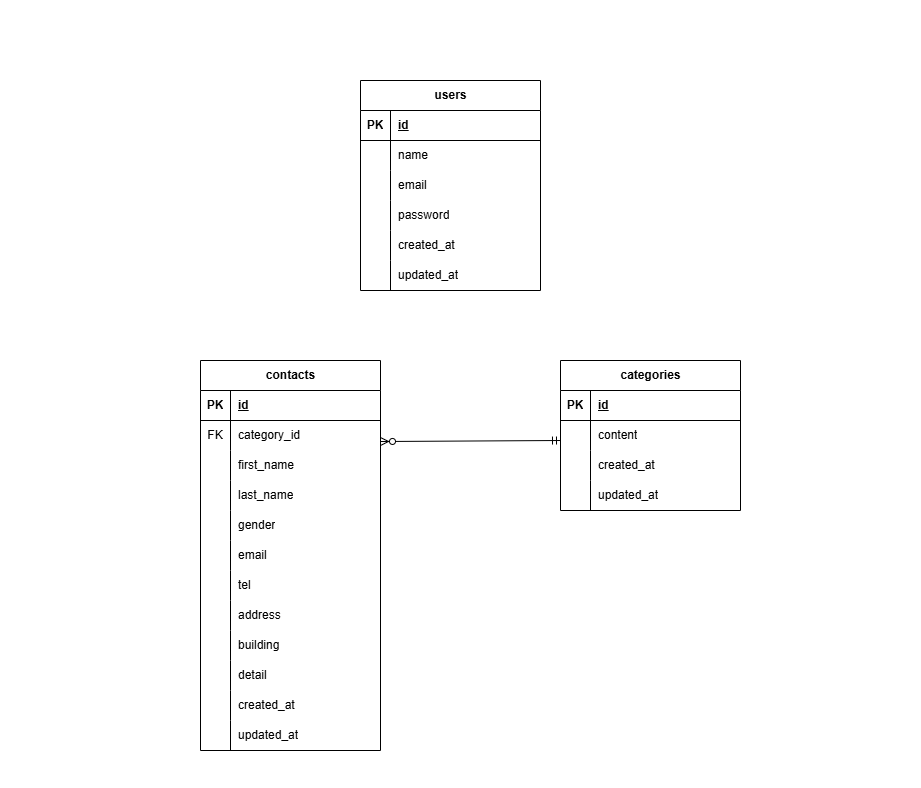 users
PK id
name
email
password
created_at
updated_at
contacts
PK id
FK category_id
first_name
last_name
gender
email
tel
address
building
detail
created_at
updated_at
categories
PK id
content
created_at
updated_at